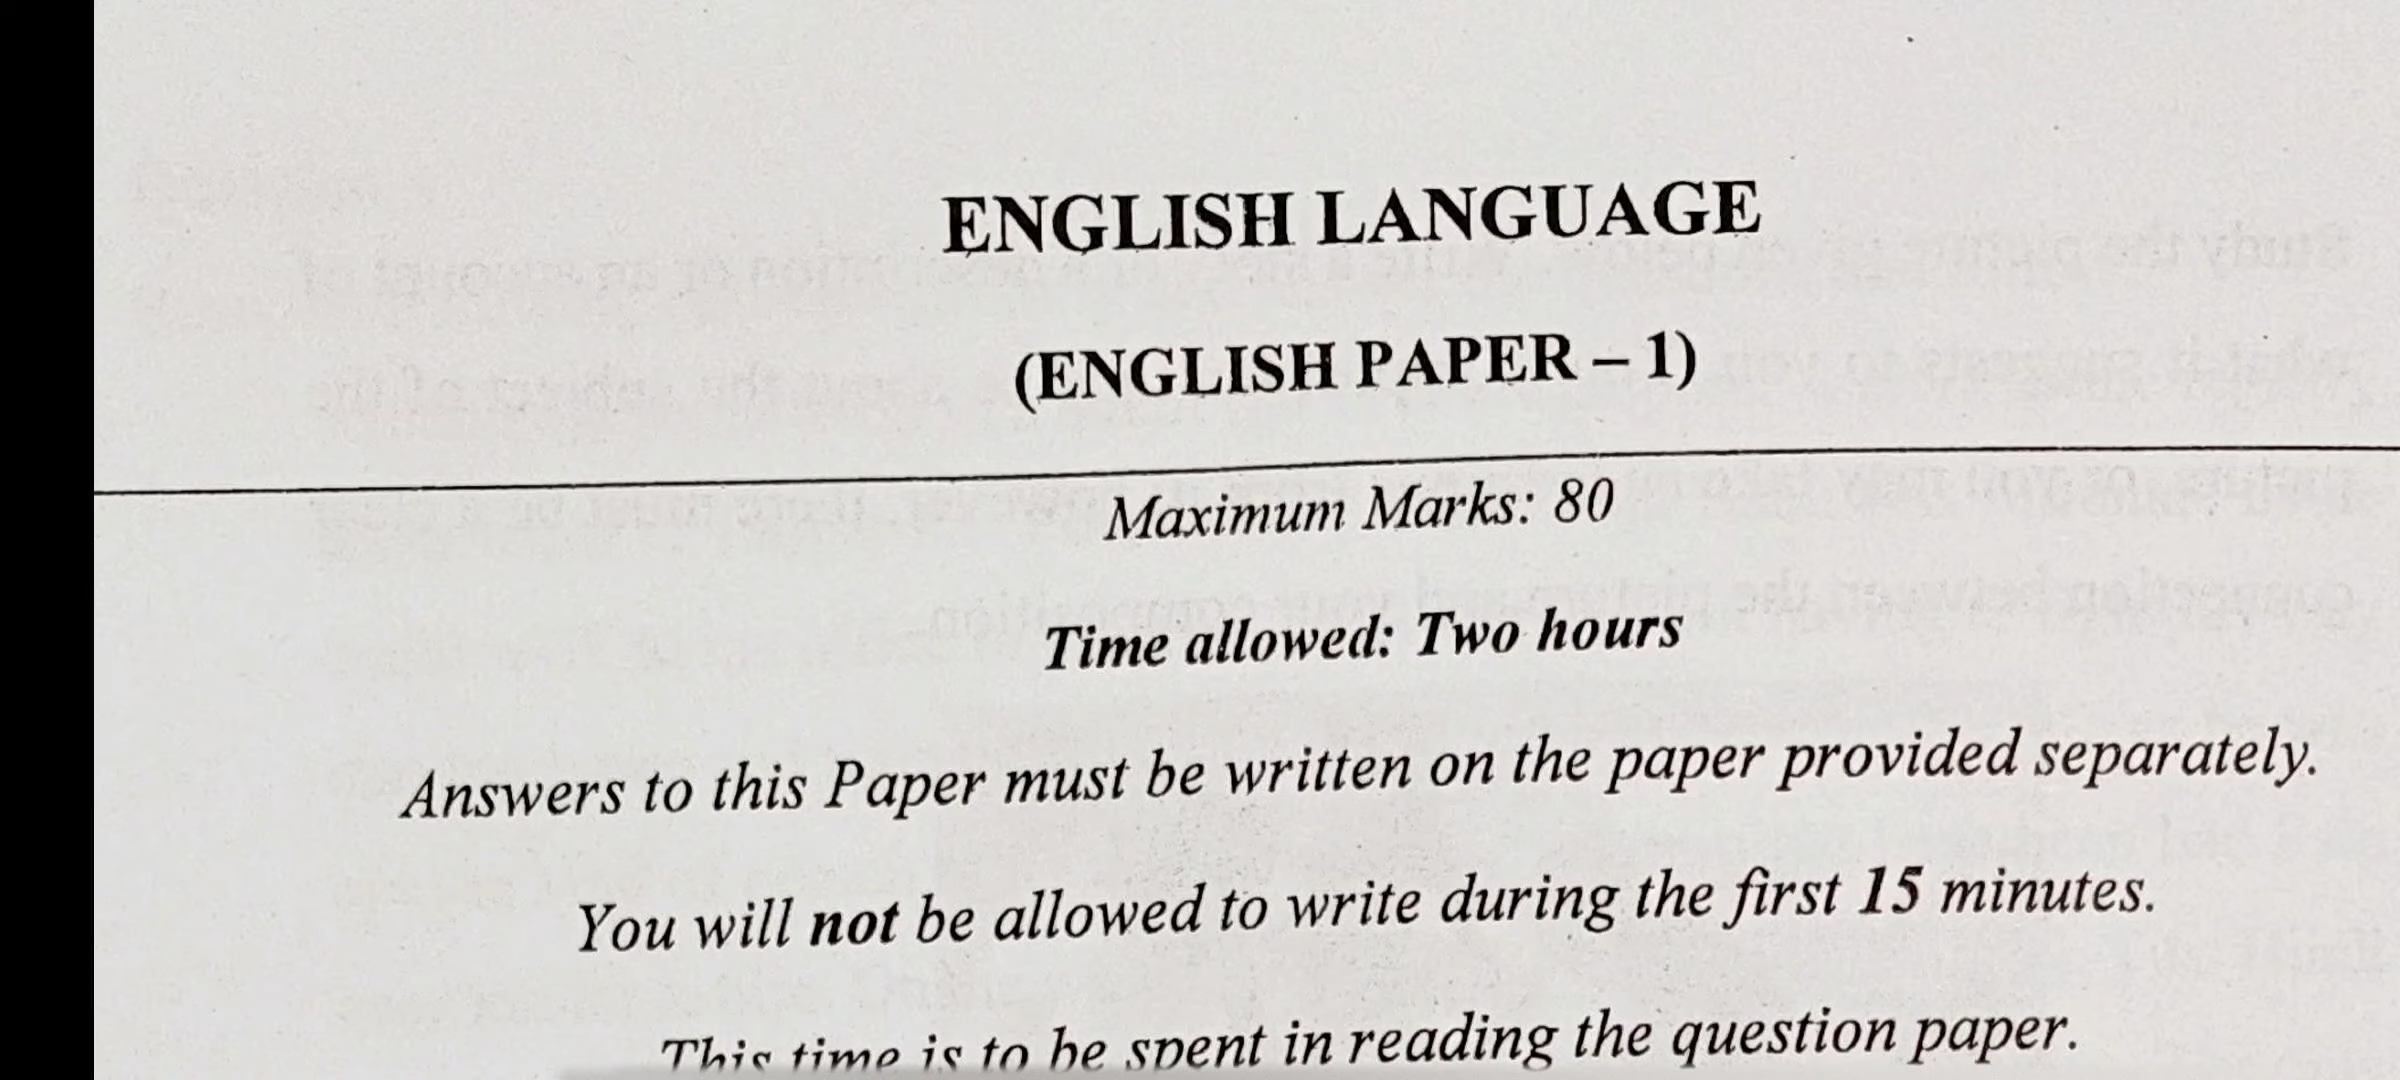 ENGLISH LANGUAGE
(ENGLISH PAPER – 1)
Maximum Marks: 80
Time allowed: Two hours
Answers to this Paper must be written on the paper provided separately.
You will not be allowed to write during the first 15 minutes.
This time is to be spent in reading the question paper.